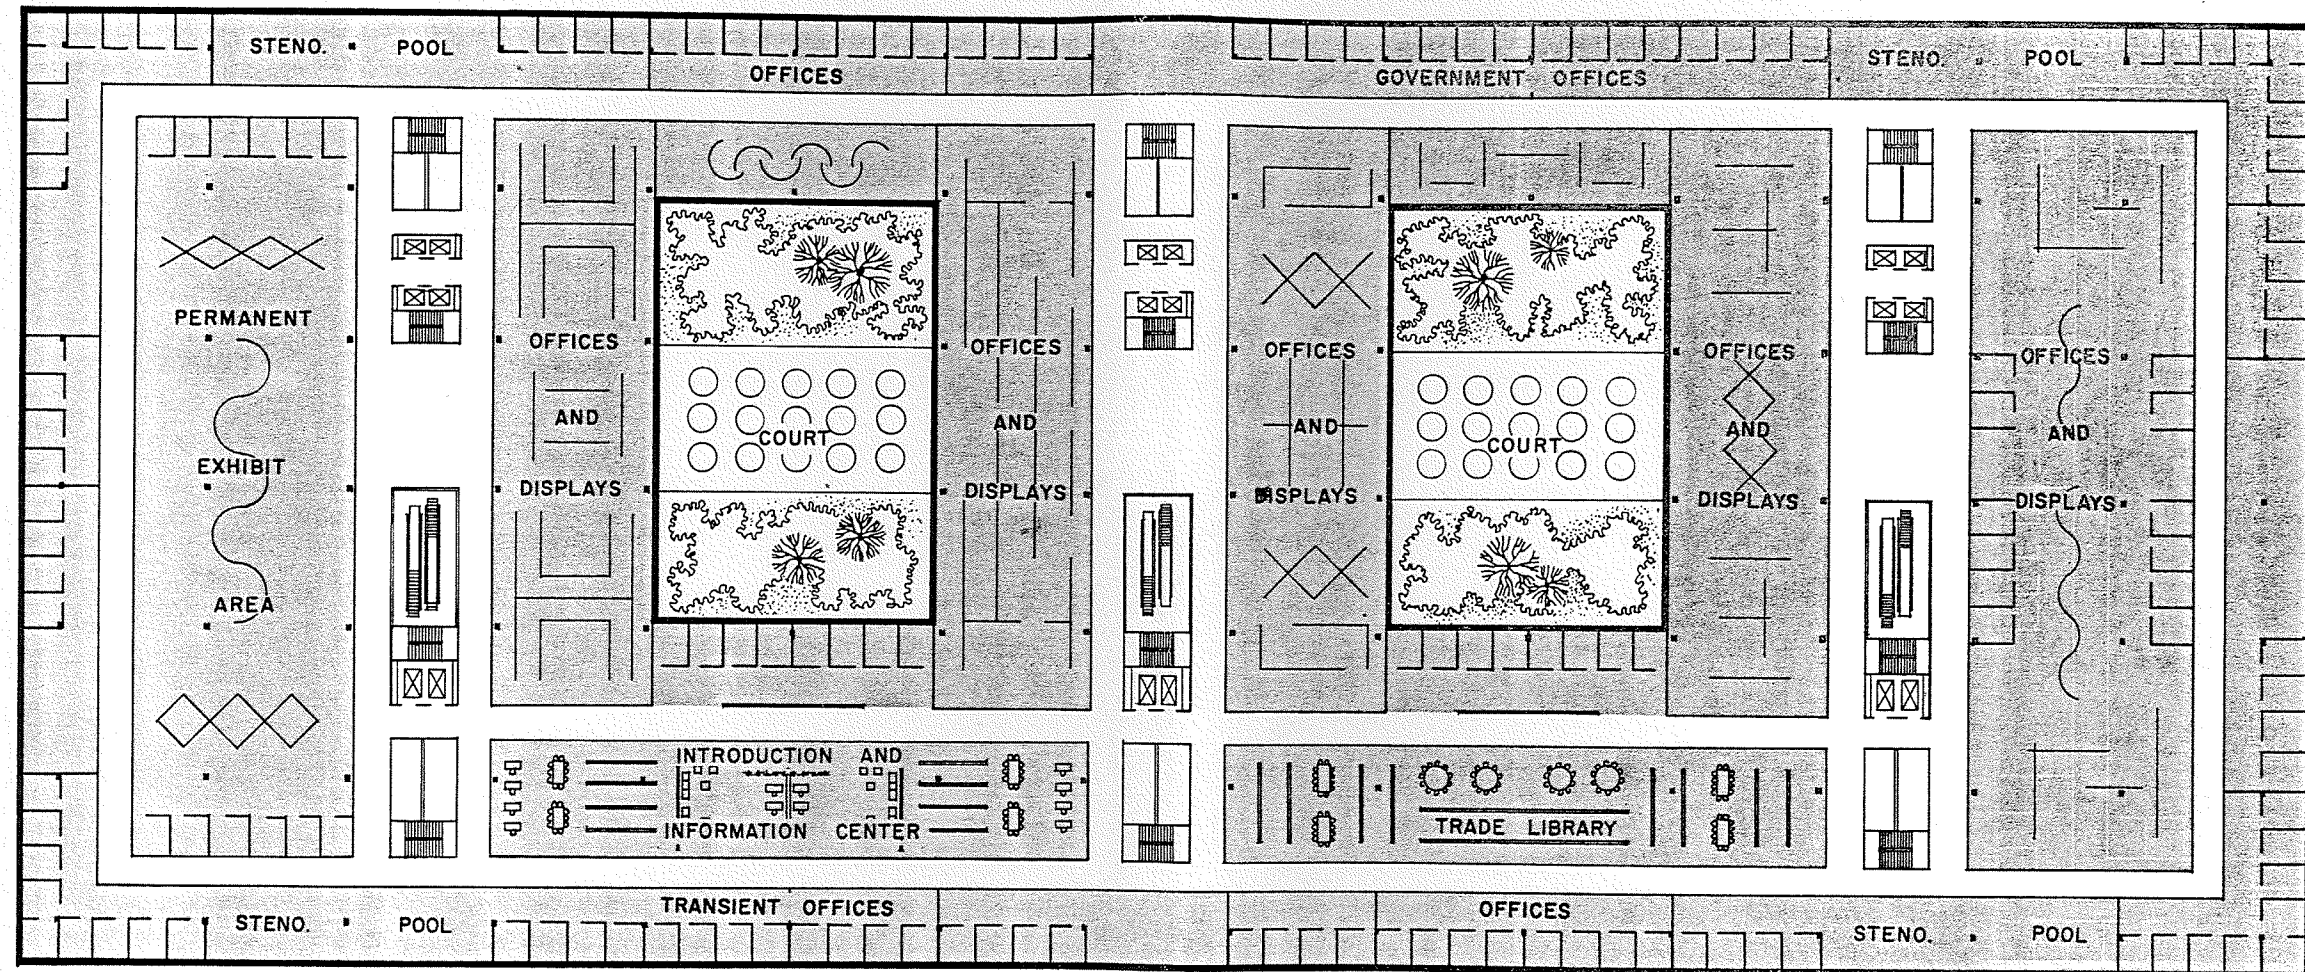 STENO. POOL
OFFICES
GOVERNMENT OFFICES
STENO. POOL
PERMANENT
EXHIBIT
AREA
OFFICES
AND
DISPLAYS
COURT
OFFICES
AND
DISPLAYS
OFFICES
AND
DISPLAYS
COURT
OFFICES
AND
DISPLAYS
OFFICES
AND
DISPLAYS
INTRODUCTION AND
INFORMATION CENTER
TRADE LIBRARY
STENO. POOL
TRANSIENT OFFICES
OFFICES
STENO. POOL